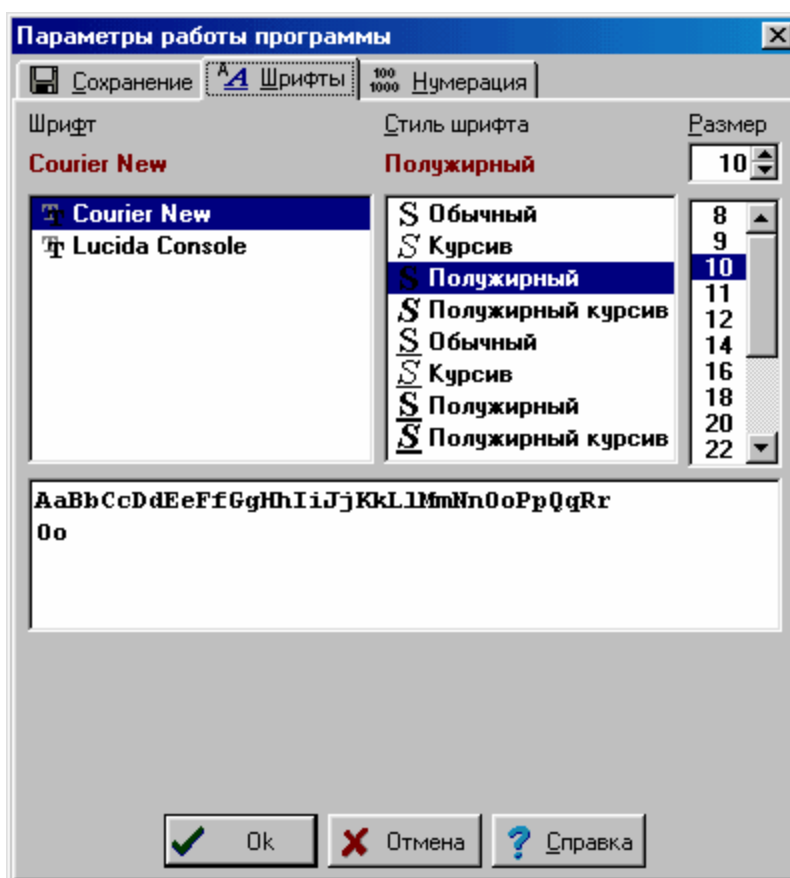 Параметры работы программы
Сохранение
Шрифты
100
1000
Нумерация
Шрифт
Стиль шрифта
Размер
Courier New
Полужирный
10
Courier New
Lucida Console
Обычный
Курсив
Полужирный
Полужирный курсив
Обычный
Курсив
Полужирный
Полужирный курсив
8
9
10
11
12
14
16
18
20
22
AaBbCcDdEeFfGgHhIiJjKkLlMmNnOoPpQqRr
Oo
Ok
Отмена
Справка